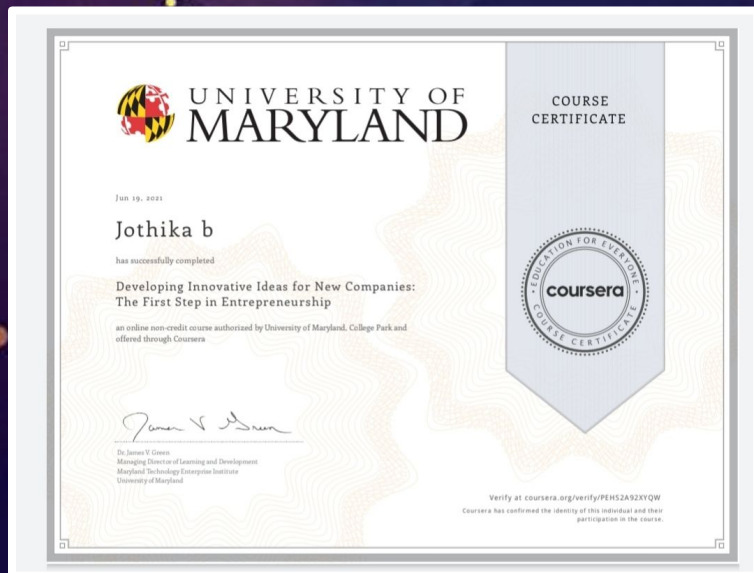 UNIVERSITY OF
MARYLAND
COURSE
CERTIFICATE
Jun 19, 2021
Jothika b
has successfully completed
Developing Innovative Ideas for New Companies:
The First Step in Entrepreneurship
an online non-credit course authorized by University of Maryland, College Park and
offered through Coursera
EDUCATION FOR EVERYONE
coursera
COURSE CERTIFICATE
James V Green
Dr. James V. Green
Managing Director of Learning and Development
Maryland Technology Enterprise Institute
University of Maryland
Verify at coursera.org/verify/PEHS2A92XYQW
Coursera has confirmed the identity of this individual and their
participation in the course.